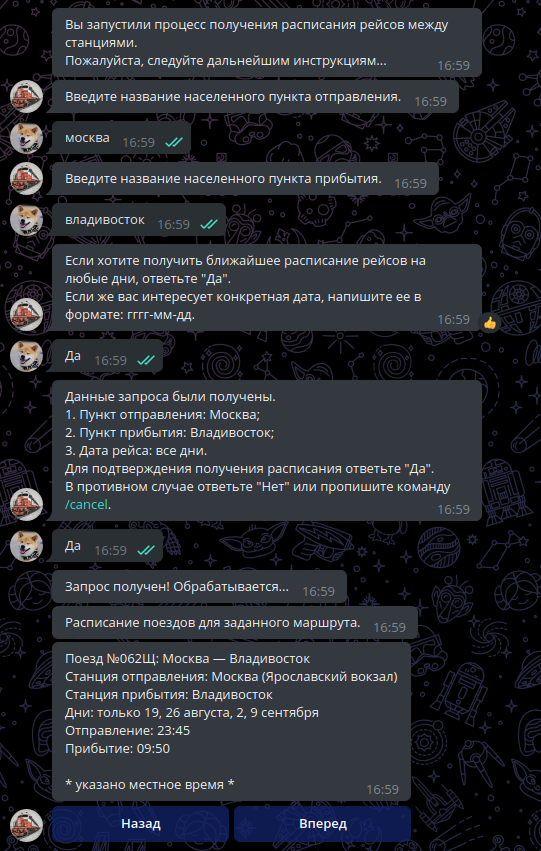 Вы запустили процесс получения расписания рейсов между
станциями.
Пожалуйста, следуйте дальнейшим инструкциям...
16:59
Введите название населенного пункта отправления.
16:59
москва
16:59
Введите название населенного пункта прибытия.
16:59
владивосток
16:59
Если хотите получить ближайшее расписание рейсов на
любые дни, ответьте "Да".
Если же вас интересует конкретная дата, напишите ее в
формате: гггг-мм-дд.
16:59
Да
16:59
Данные запроса были получены.
1. Пункт отправления: Москва;
2. Пункт прибытия: Владивосток;
3. Дата рейса: все дни.
Для подтверждения получения расписания ответьте "Да".
В противном случае ответьте "Нет" или пропишите команду
/cancel.
16:59
Да
16:59
Запрос получен! Обрабатывается...
16:59
Расписание поездов для заданного маршрута.
16:59
Поезд №062Щ: Москва — Владивосток
Станция отправления: Москва (Ярославский вокзал)
Станция прибытия: Владивосток
Дни: только 19, 26 августа, 2, 9 сентября
Отправление: 23:45
Прибытие: 09:50
* указано местное время *
16:59
Назад
Вперед